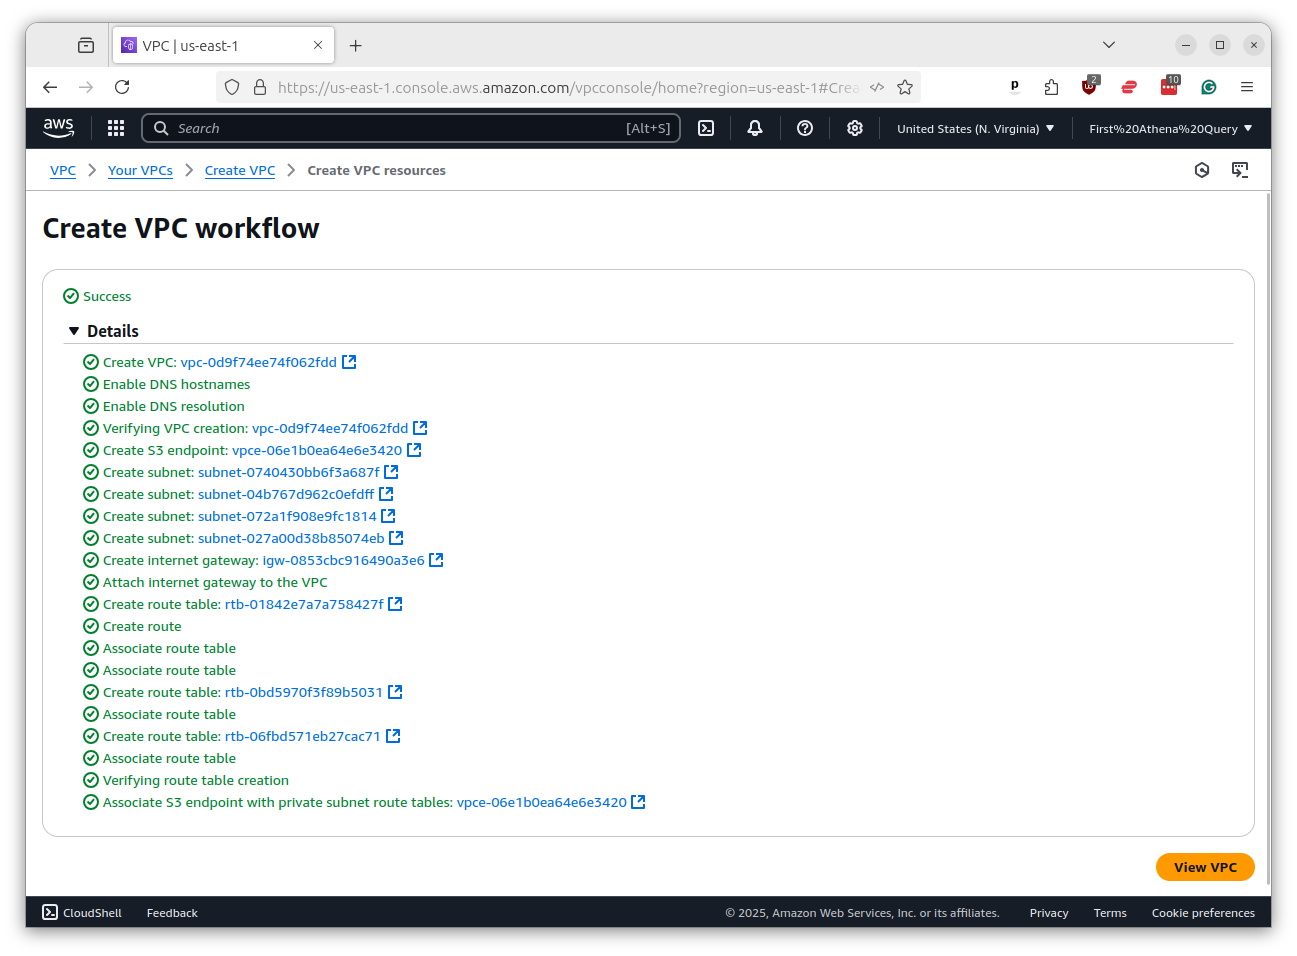 VPC | us-east-1
https://us-east-1.console.aws.amazon.com/vpcconsole/home?region=us-east-1#Crea
p
2
10
aws
Search
[Alt+S]
United States (N. Virginia)
First%20Athena%20Query
VPC
Your VPCs
Create VPC
Create VPC resources
Create VPC workflow
Success
Details
Create VPC: vpc-0d9f74ee74f062fdd
Enable DNS hostnames
Enable DNS resolution
Verifying VPC creation: vpc-0d9f74ee74f062fdd
Create S3 endpoint: vpce-06e1b0ea64e6e3420
Create subnet: subnet-0740430bb6f3a687f
Create subnet: subnet-04b767d962c0efdff
Create subnet: subnet-072a1f908e9fc1814
Create subnet: subnet-027a00d38b85074eb
Create internet gateway: igw-0853cbc916490a3e6
Attach internet gateway to the VPC
Create route table: rtb-01842e7a7a758427f
Create route
Associate route table
Associate route table
Create route table: rtb-0bd5970f3f89b5031
Associate route table
Create route table: rtb-06fbd571eb27cac71
Associate route table
Verifying route table creation
Associate S3 endpoint with private subnet route tables: vpce-06e1b0ea64e6e3420
View VPC
CloudShell
Feedback
© 2025, Amazon Web Services, Inc. or its affiliates.
Privacy
Terms
Cookie preferences